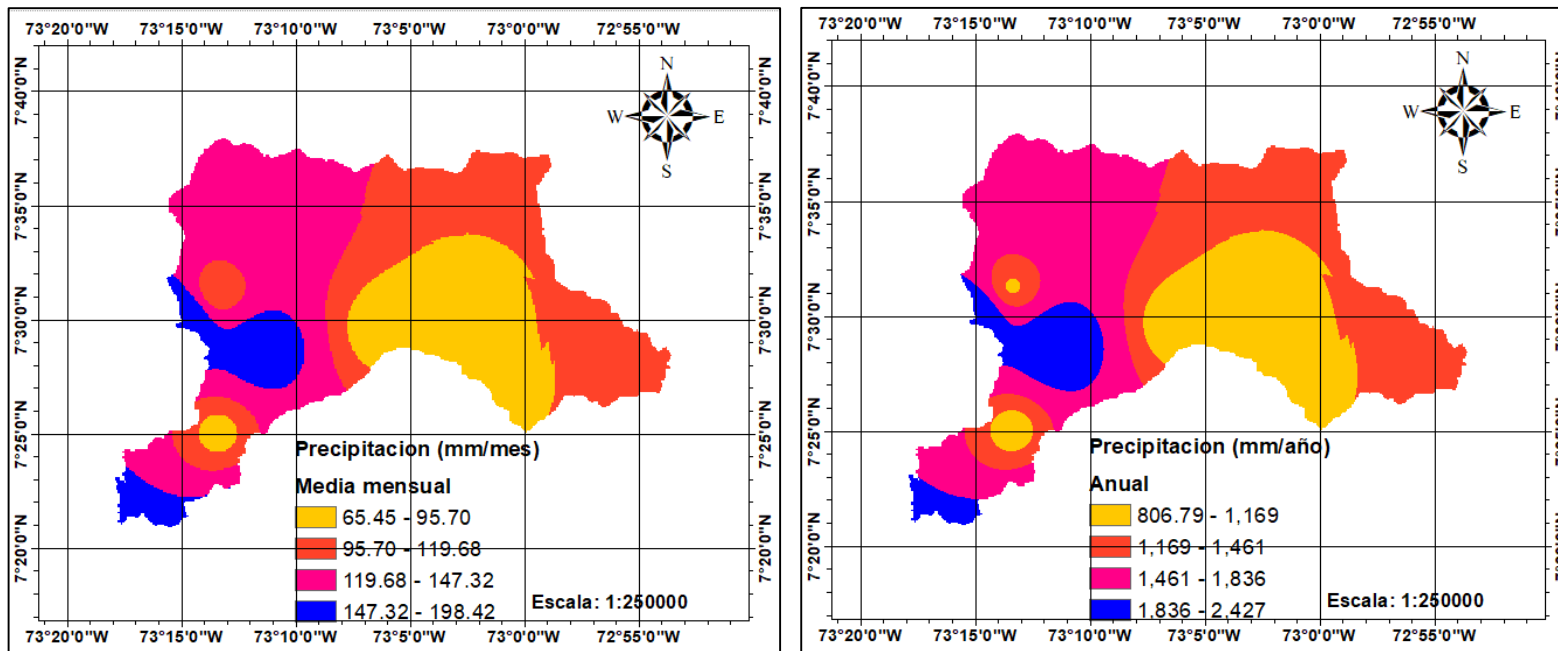 73°20'0"W 73°15'0"W 73°10'0"W 73°5'0"W 73°0'0"W 72°55'0"W
7°40'0"N
7°35'0"N
7°30'0"N
7°25'0"N
7°20'0"N
N
W E
S
Precipitacion (mm/mes)
Media mensual
65.45 - 95.70
95.70 - 119.68
119.68 - 147.32
147.32 - 198.42
Escala: 1:250000
7°40'0"N
7°35'0"N
7°30'0"N
7°25'0"N
7°20'0"N
73°20'0"W 73°15'0"W 73°10'0"W 73°5'0"W 73°0'0"W 72°55'0"W
73°20'0"W 73°15'0"W 73°10'0"W 73°5'0"W 73°0'0"W 72°55'0"W
7°40'0"N
7°35'0"N
7°30'0"N
7°25'0"N
7°20'0"N
N
W E
S
Precipitacion (mm/año)
Anual
806.79 - 1,169
1,169 - 1,461
1,461 - 1,836
1,836 - 2,427
Escala: 1:250000
73°20'0"W 73°15'0"W 73°10'0"W 73°5'0"W 73°0'0"W 72°55'0"W